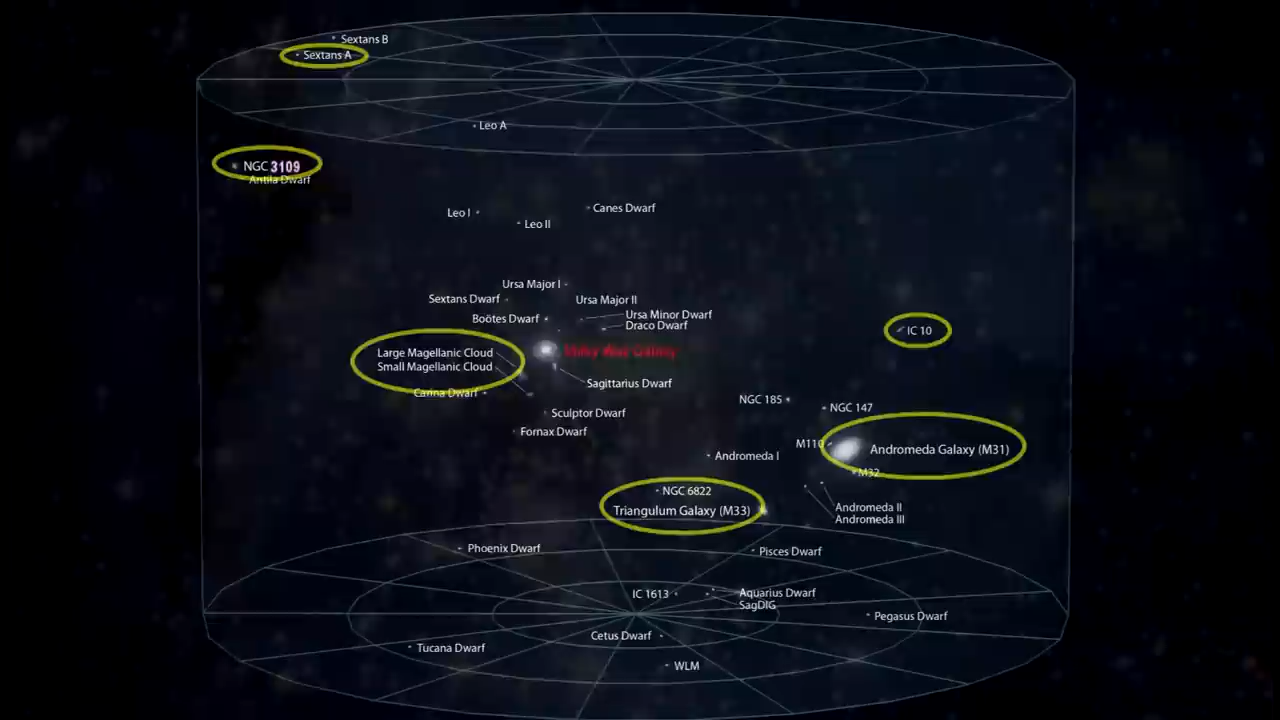 Sextans B
Sextans A
Leo A
NGC 3109
Antlia Dwarf
Leo I
Leo II
Canes Dwarf
Ursa Major I
Sextans Dwarf
Ursa Major II
Boötes Dwarf
Ursa Minor Dwarf
Draco Dwarf
IC 10
Milky Way Galaxy
Large Magellanic Cloud
Small Magellanic Cloud
Sagittarius Dwarf
Carina Dwarf
NGC 185
NGC 147
Sculptor Dwarf
Fornax Dwarf
M110
Andromeda Galaxy (M31)
Andromeda I
M32
NGC 6822
Triangulum Galaxy (M33)
Andromeda II
Andromeda III
Phoenix Dwarf
Pisces Dwarf
IC 1613
Aquarius Dwarf
SagDIG
Pegasus Dwarf
Cetus Dwarf
Tucana Dwarf
WLM